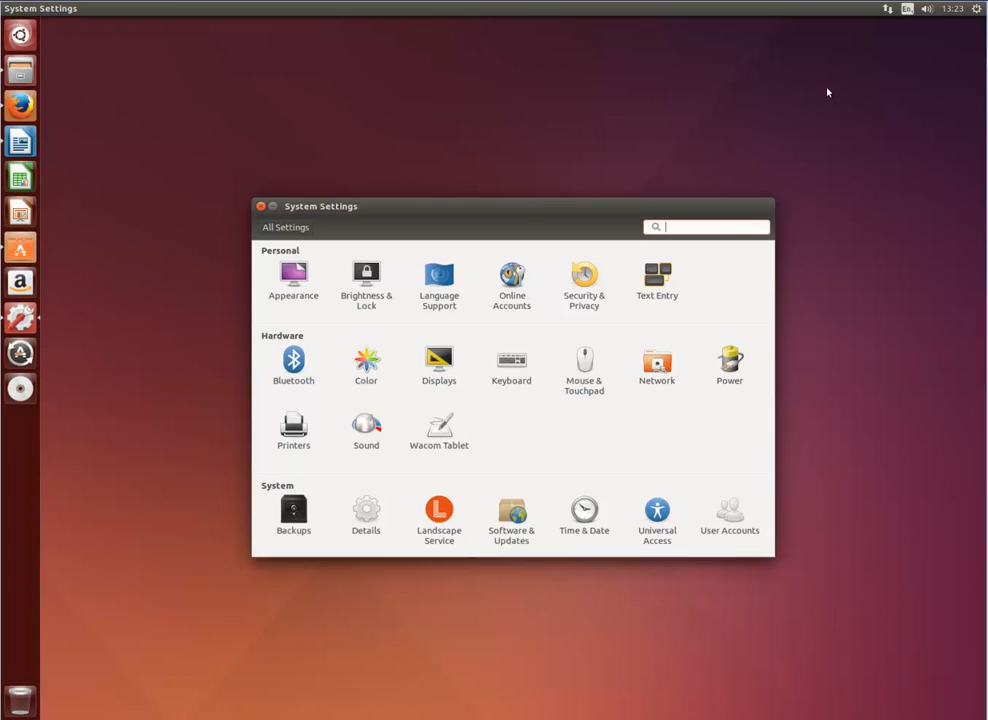 System Settings
En
13:23
System Settings
All Settings
Personal
Appearance
Brightness &
Lock
Language
Support
Online
Accounts
Security &
Privacy
Text Entry
Hardware
Bluetooth
Color
Displays
Keyboard
Mouse &
Touchpad
Network
Power
Printers
Sound
Wacom Tablet
System
Backups
Details
Landscape
Service
Software &
Updates
Time & Date
Universal
Access
User Accounts